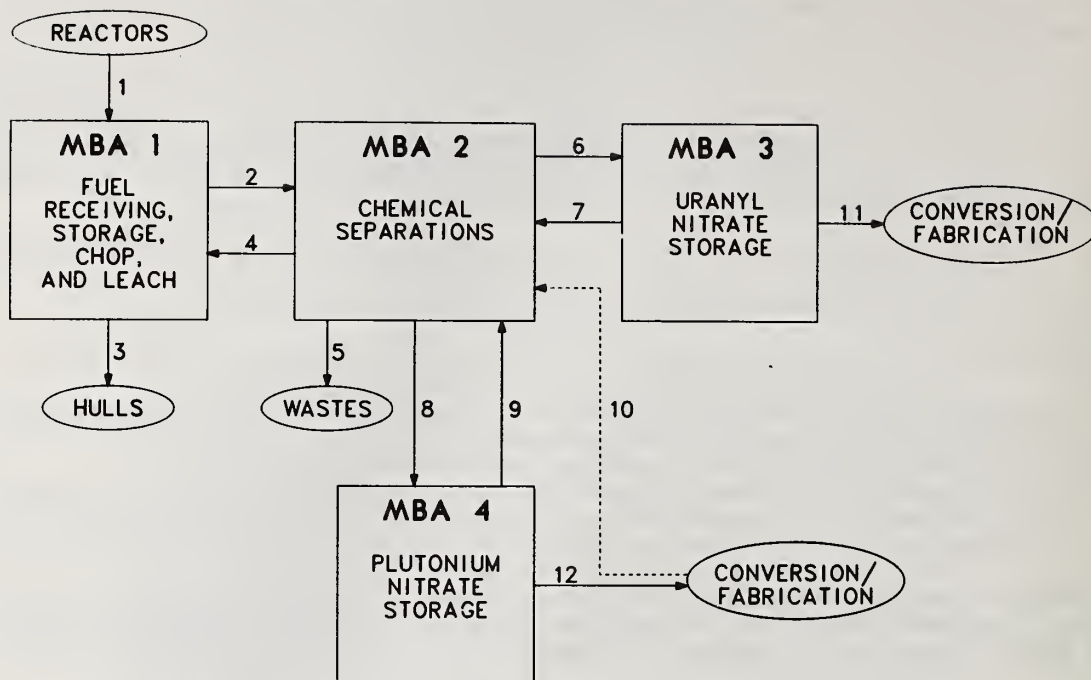 REACTORS
1
MBA 1
FUEL
RECEIVING,
STORAGE,
CHOP,
AND LEACH
2
4
3
HULLS
MBA 2
CHEMICAL
SEPARATIONS
6
7
5
WASTES
8
9
10
MBA 3
URANYL
NITRATE
STORAGE
11
CONVERSION/
FABRICATION
MBA 4
PLUTONIUM
NITRATE
STORAGE
12
CONVERSION/
FABRICATION